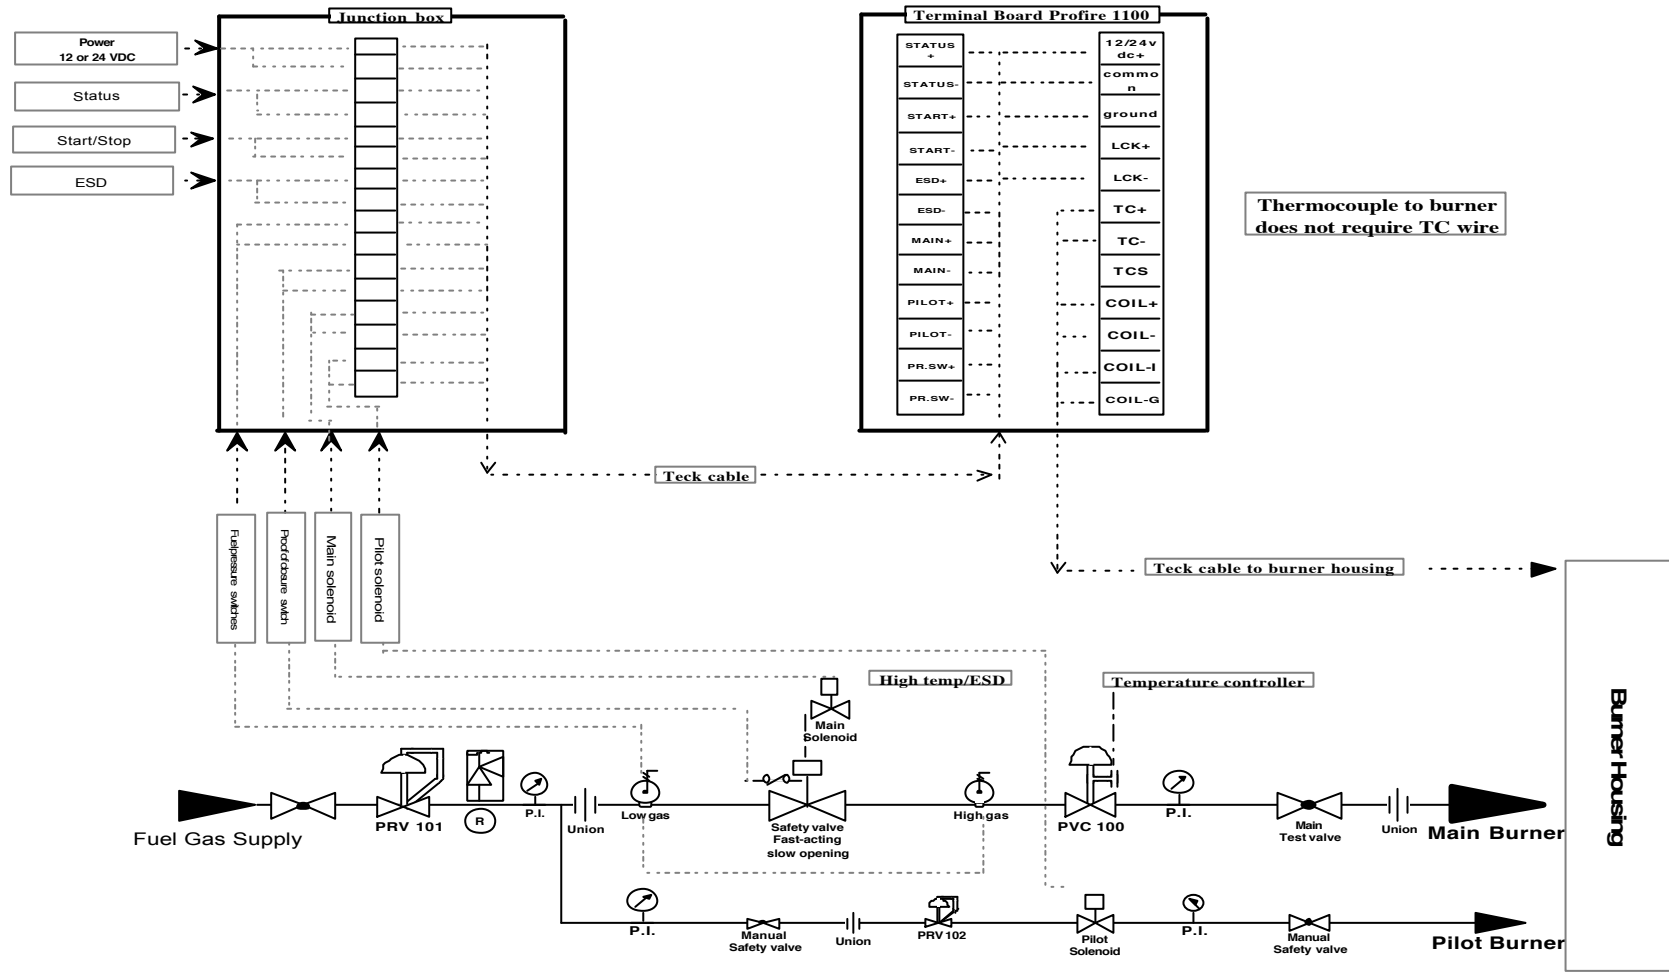 Junction box
Terminal Board Profire 1100
Power
12 or 24 VDC
Status
Start/Stop
ESD
STATUS
+
STATUS-
START+
START-
ESD+
ESD-
MAIN+
MAIN-
PILOT+
PILOT-
PR.SW+
PR.SW-
12/24v
dc+
commo
n
ground
LCK+
LCK-
TC+
TC-
TCS
COIL+
COIL-
COIL-I
COIL-G
Thermocouple to burner
does not require TC wire
Teck cable
Teck cable to burner housing
Fuel pressure switches
Proof of closure switch
Main solenoid
Pilot solenoid
High temp/ESD
Temperature controller
Main
Solenoid
Burner Housing
Fuel Gas Supply
PRV 101
R
P.I.
Union
Low gas
Safety valve
Fast-acting
slow opening
High gas
PVC 100
P.I.
Main
Test valve
Union
Main Burner
P.I.
Manual
Safety valve
Union
PRV 102
Pilot
Solenoid
P.I.
Manual
Safety valve
Pilot Burner